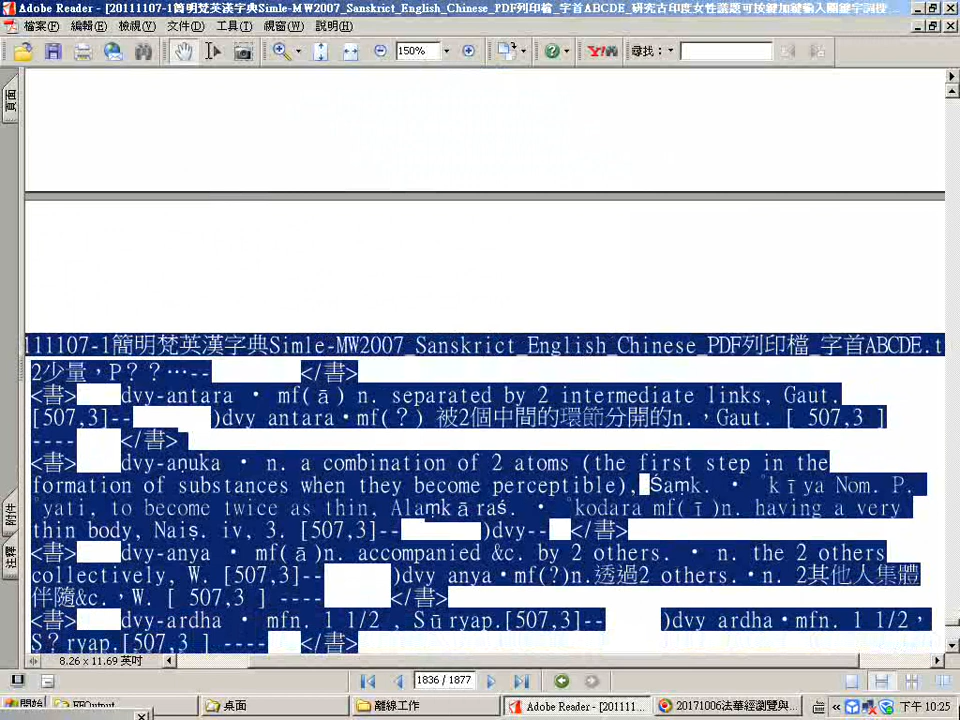 Adobe Reader - [20111107-1簡明梵英漢字典Simle-MW2007_Sanskrict_English_Chinese_PDF列印檔_字首ABCDE_研究古印度女性議題可按鍵加鍵輸入關鍵字詞搜
檔案(F) 編輯(E) 檢視(V) 文件(D) 工具(T) 視窗(W) 說明(H)
150% Y! 尋找：
頁面
111107-1簡明梵英漢字典Simle-MW2007_Sanskrict_English_Chinese_PDF列印檔_字首ABCDE.t
2少量，P？？…-- </書>
<書> dvy-antara • mf(ā) n. separated by 2 intermediate links, Gaut.
[507,3]-- )dvy antara•mf(？) 被2個中間的環節分開的n.，Gaut. [ 507,3 ]
---- </書>
<書> dvy-aṇuka • n. a combination of 2 atoms (the first step in the
formation of substances when they become perceptible), Śaṃk. • °kīya Nom. P.
°yati, to become twice as thin, Alaṃkāraś. • °kodara mf(ī)n. having a very
thin body, Naiṣ. iv, 3. [507,3]-- )dvy-- </書>
<書> dvy-anya • mf(ā)n. accompanied &c. by 2 others. • n. the 2 others
collectively, W. [507,3]-- )dvy anya•mf(?)n.透過2 others.•n. 2其他人集體
伴隨&c.，W. [ 507,3 ] ---- </書>
<書> dvy-ardha • mfn. 1 1/2 , Sūryap.[507,3]-- )dvy ardha•mfn. 1 1/2，
S？ryap.[507,3 ] ---- </書>
附件
注釋
8.26 x 11.69 英吋
1836 / 1877
開始 FFOutput 桌面 離線工作 Adobe Reader - [201111... 20171006法華經瀏覽與... 下午 10:25